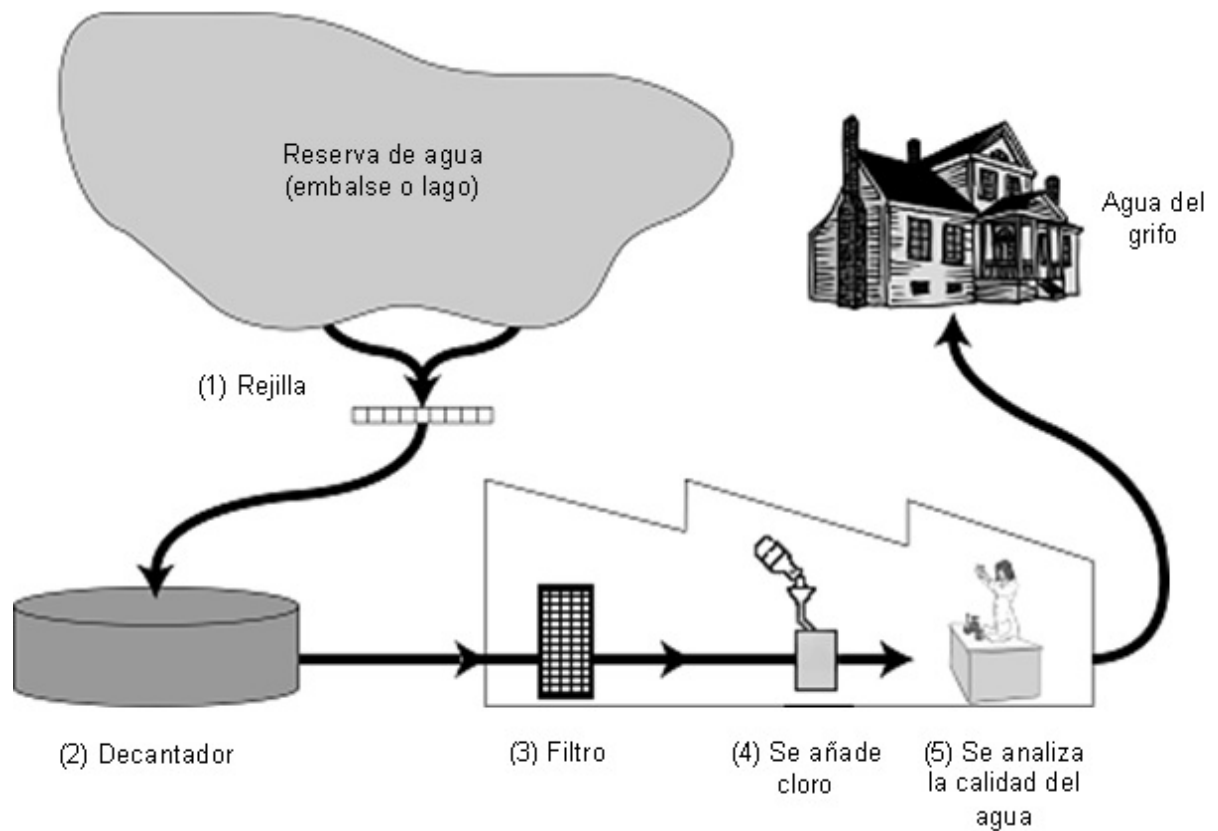 Reserva de agua
(embalse o lago)
Agua del
grifo
(1) Rejilla
(2) Decantador
(3) Filtro
(4) Se añade
cloro
(5) Se analiza
la calidad del
agua